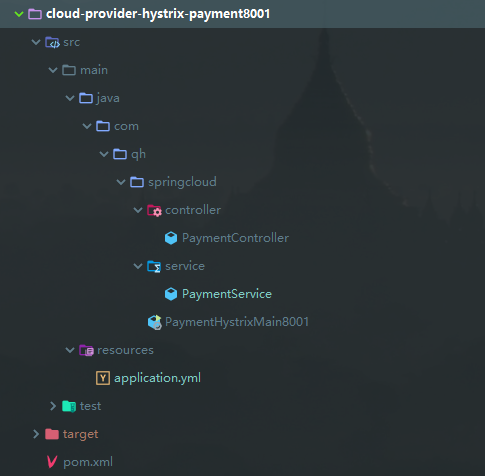 cloud-provider-hystrix-payment8001
src
main
java
com
qh
springcloud
controller
PaymentController
service
PaymentService
PaymentHystrixMain8001
resources
application.yml
test
target
pom.xml